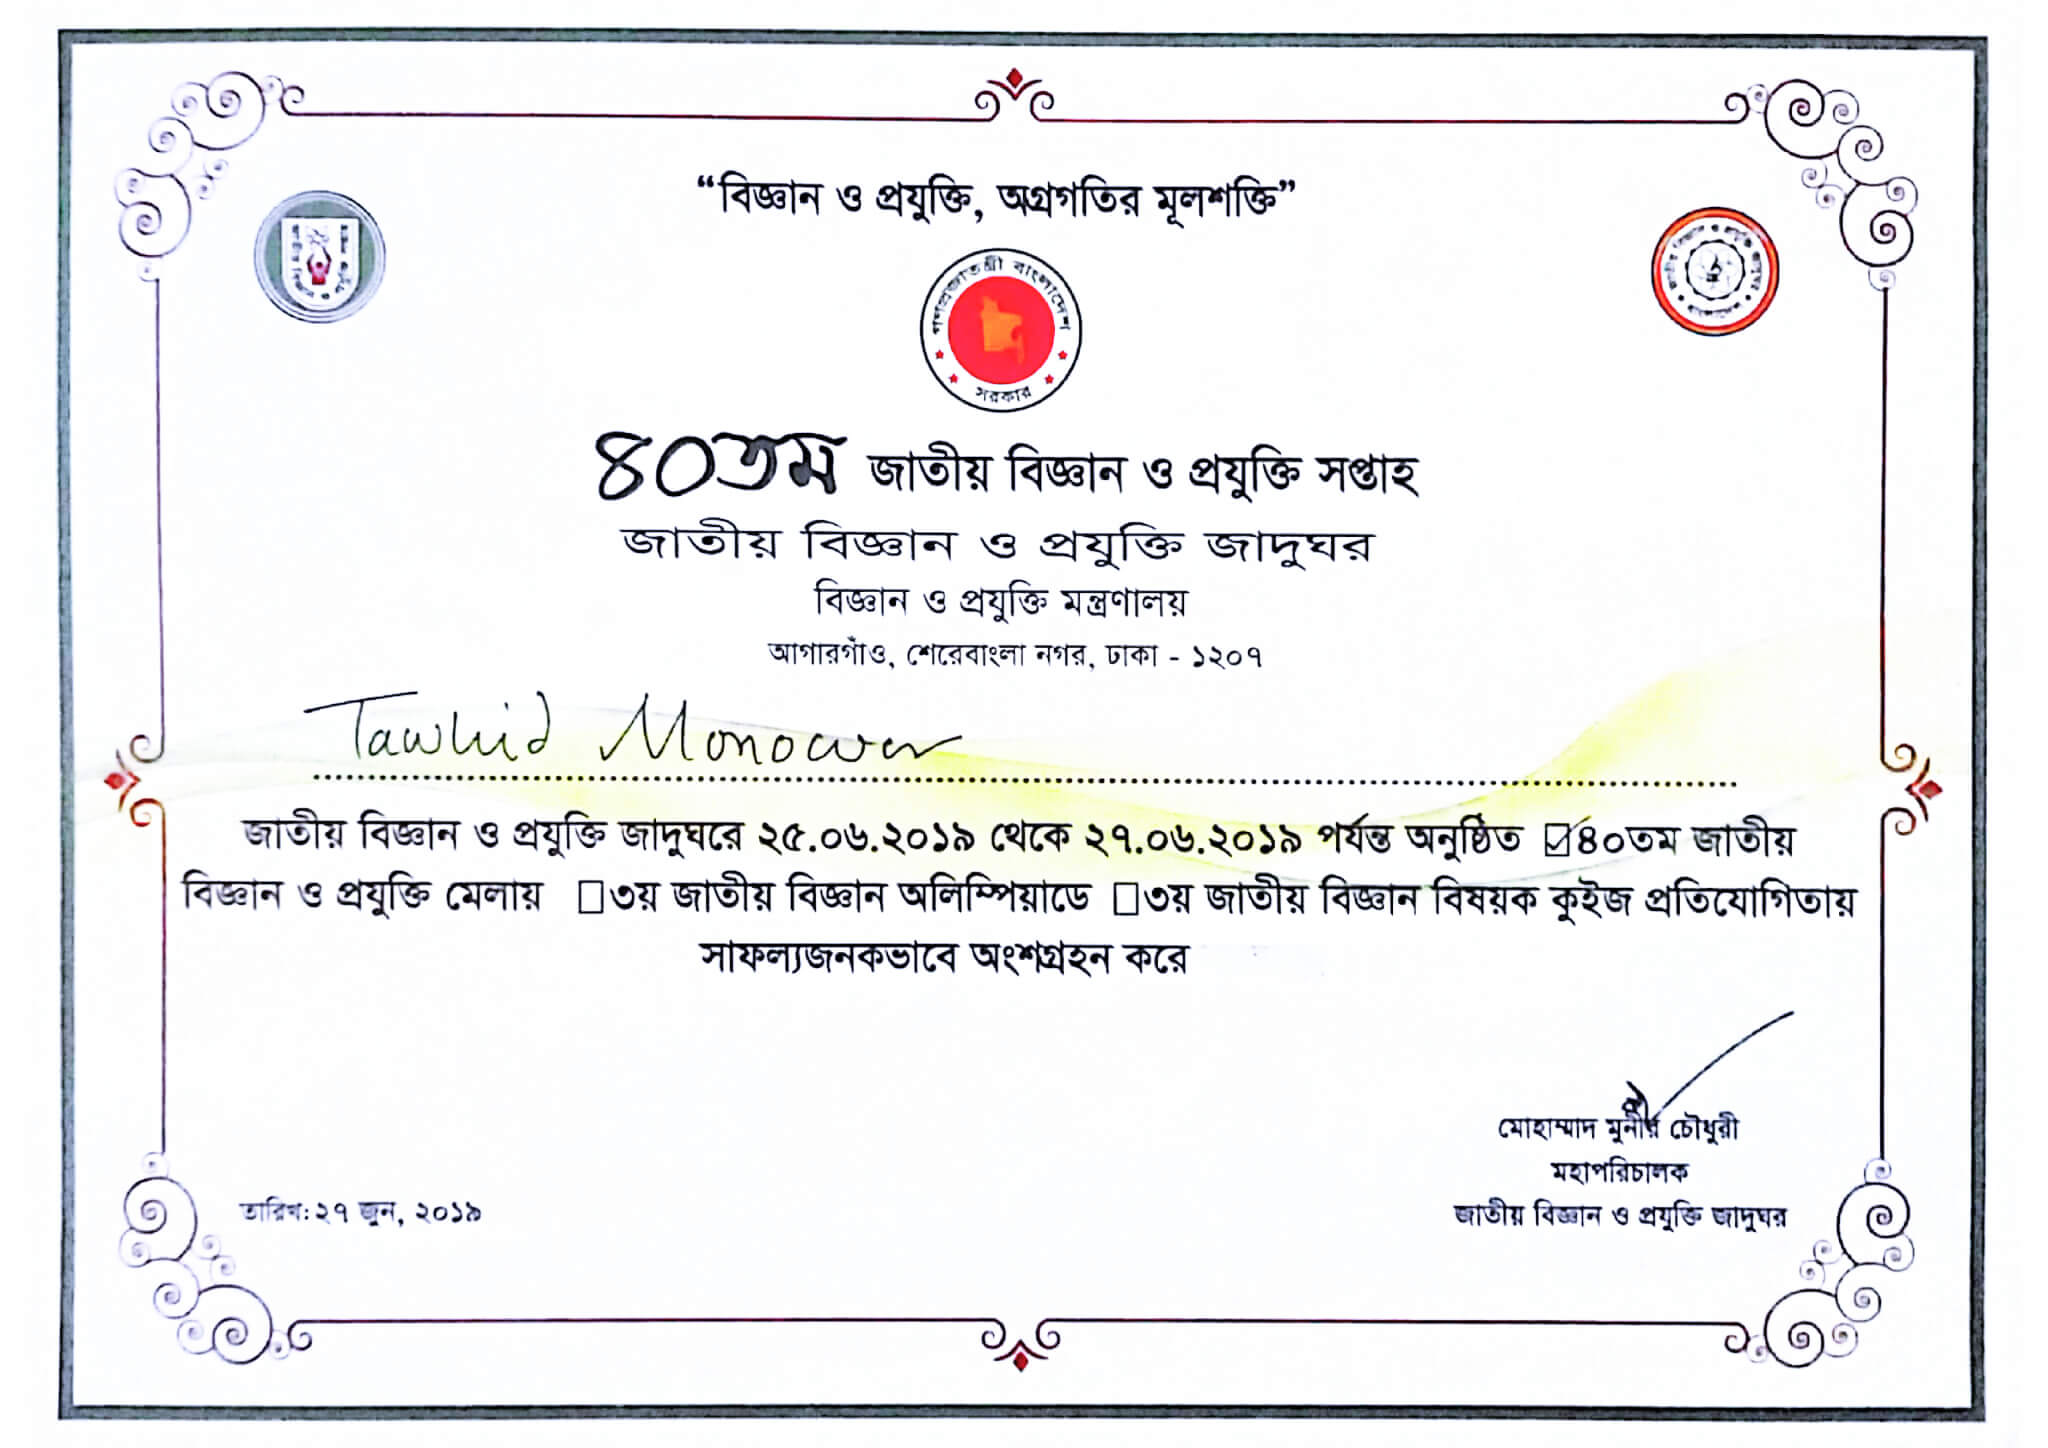 “বিজ্ঞান ও প্রযুক্তি, অগ্রগতির মূলশক্তি”
গণপ্রজাতন্ত্রী বাংলাদেশ
সরকার
৪০তম জাতীয় বিজ্ঞান ও প্রযুক্তি সপ্তাহ
জাতীয় বিজ্ঞান ও প্রযুক্তি জাদুঘর
বিজ্ঞান ও প্রযুক্তি মন্ত্রণালয়
আগারগাঁও, শেরেবাংলা নগর, ঢাকা - ১২০৭
Tawhid Monowar
জাতীয় বিজ্ঞান ও প্রযুক্তি জাদুঘরে ২৫.০৬.২০১৯ থেকে ২৭.০৬.২০১৯ পর্যন্ত অনুষ্ঠিত ☑৪০তম জাতীয়
বিজ্ঞান ও প্রযুক্তি মেলায় ☐৩য় জাতীয় বিজ্ঞান অলিম্পিয়াডে ☐৩য় জাতীয় বিজ্ঞান বিষয়ক কুইজ প্রতিযোগিতায়
সাফল্যজনকভাবে অংশগ্রহন করে
মোহাম্মাদ মুনীর চৌধুরী
মহাপরিচালক
তারিখ: ২৭ জুন, ২০১৯
জাতীয় বিজ্ঞান ও প্রযুক্তি জাদুঘর